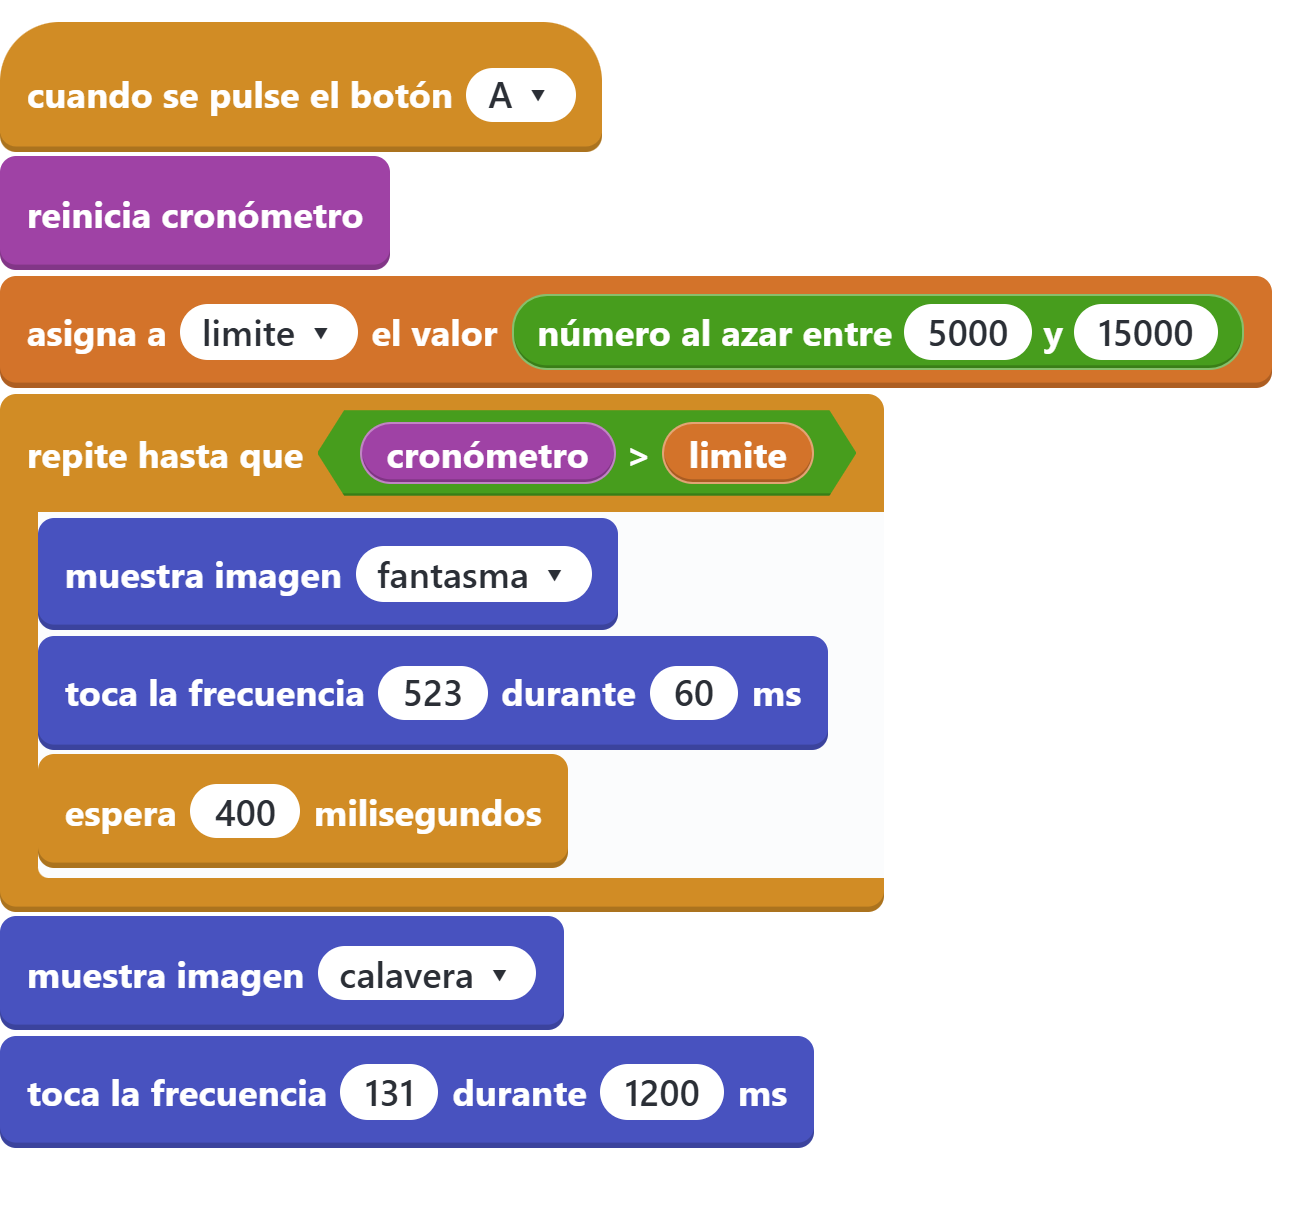 cuando se pulse el botón A
reinicia cronómetro
asigna a limite el valor número al azar entre 5000 y 15000
repite hasta que cronómetro > limite
muestra imagen fantasma
toca la frecuencia 523 durante 60 ms
espera 400 milisegundos
muestra imagen calavera
toca la frecuencia 131 durante 1200 ms